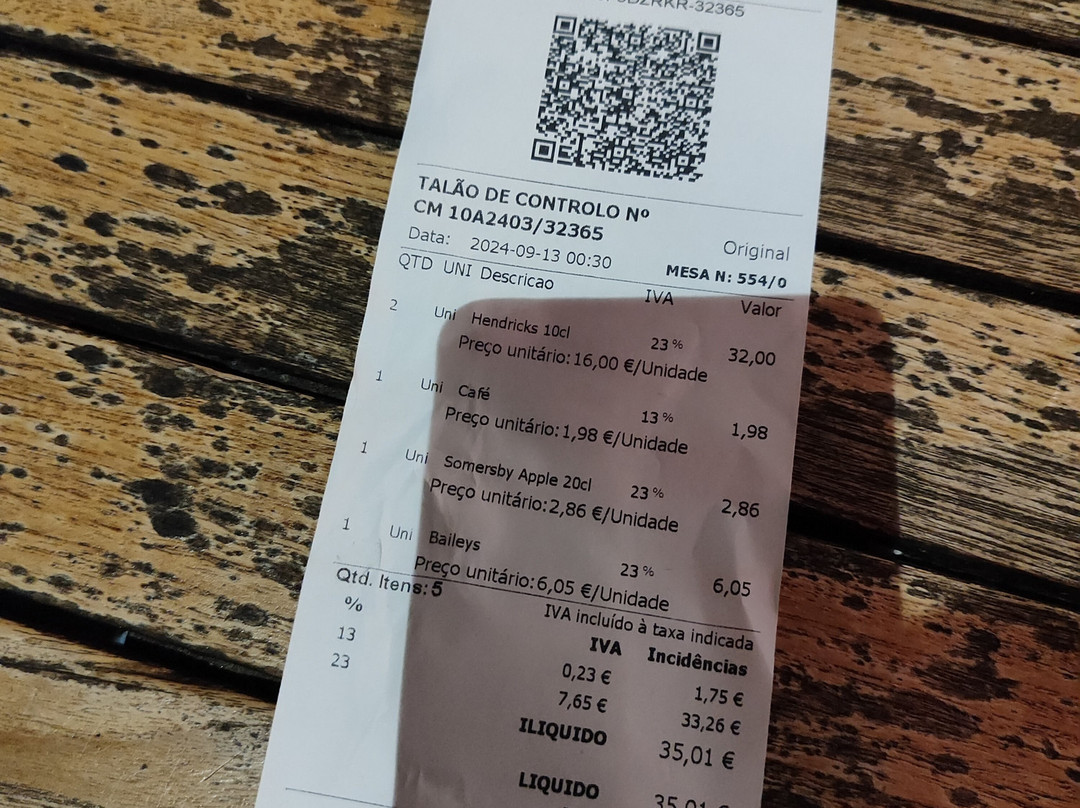 -32365
TALÃO DE CONTROLO Nº
CM 10A2403/32365
Original
Data: 2024-09-13 00:30
MESA N: 554/0
QTD UNI Descricao IVA Valor
2 Uni Hendricks 10cl 23 % 32,00
Preço unitário: 16,00 €/Unidade
1 Uni Café 13 % 1,98
Preço unitário: 1,98 €/Unidade
1 Uni Somersby Apple 20cl 23 % 2,86
Preço unitário: 2,86 €/Unidade
1 Uni Baileys 23 % 6,05
Preço unitário: 6,05 €/Unidade
Qtd. Itens: 5
IVA incluído à taxa indicada
% IVA Incidências
13 0,23 € 1,75 €
23 7,65 € 33,26 €
ILIQUIDO 35,01 €
LIQUIDO 35,01 €